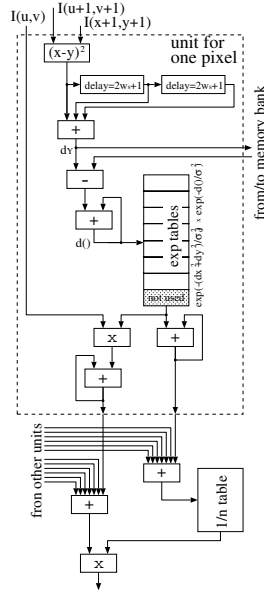 I(u+1,v+1)
I(u,v)
I(x+1,y+1)
(x-y)²
unit for
one pixel
delay=2wₛ+1
delay=2wₛ+1
+
dY
from/to memory bank
-
+
d()
exp tables
not used
x
+
+
fron other units
+
+
1/n table
x